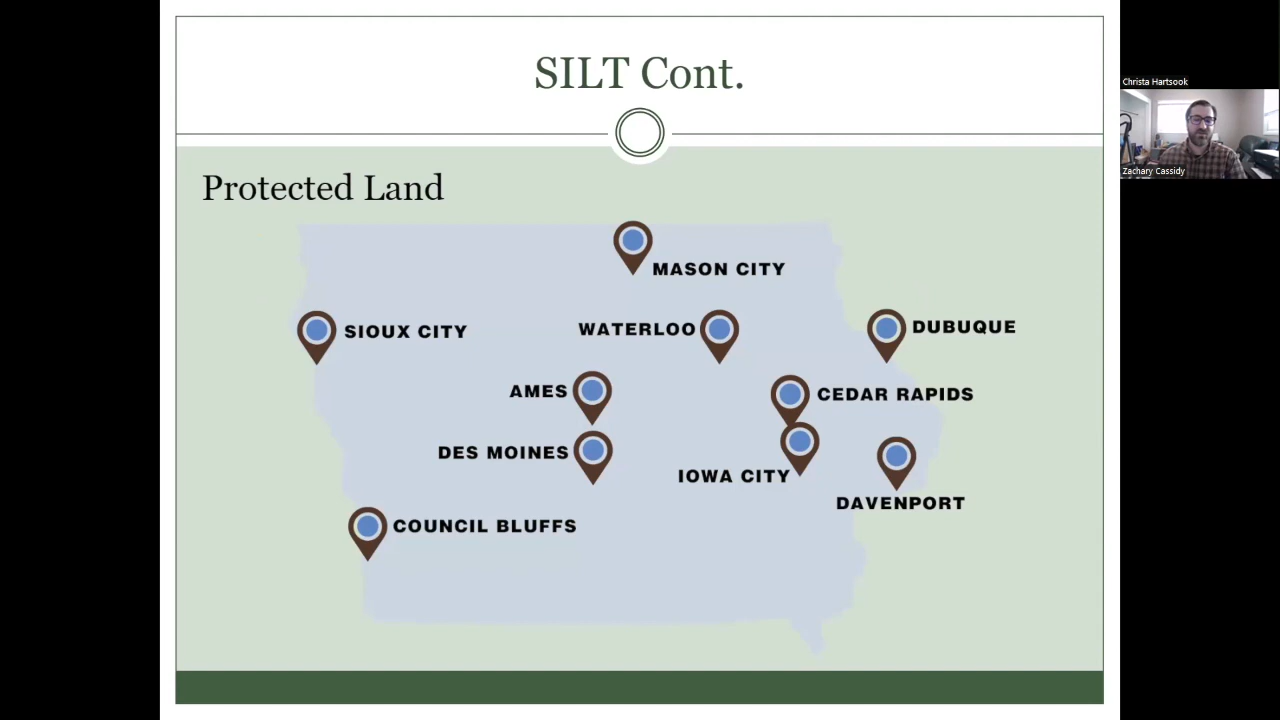 SILT Cont.
Christa Hartsook
Zachary Cassidy
Protected Land
MASON CITY
SIOUX CITY
WATERLOO
DUBUQUE
AMES
CEDAR RAPIDS
DES MOINES
IOWA CITY
DAVENPORT
COUNCIL BLUFFS